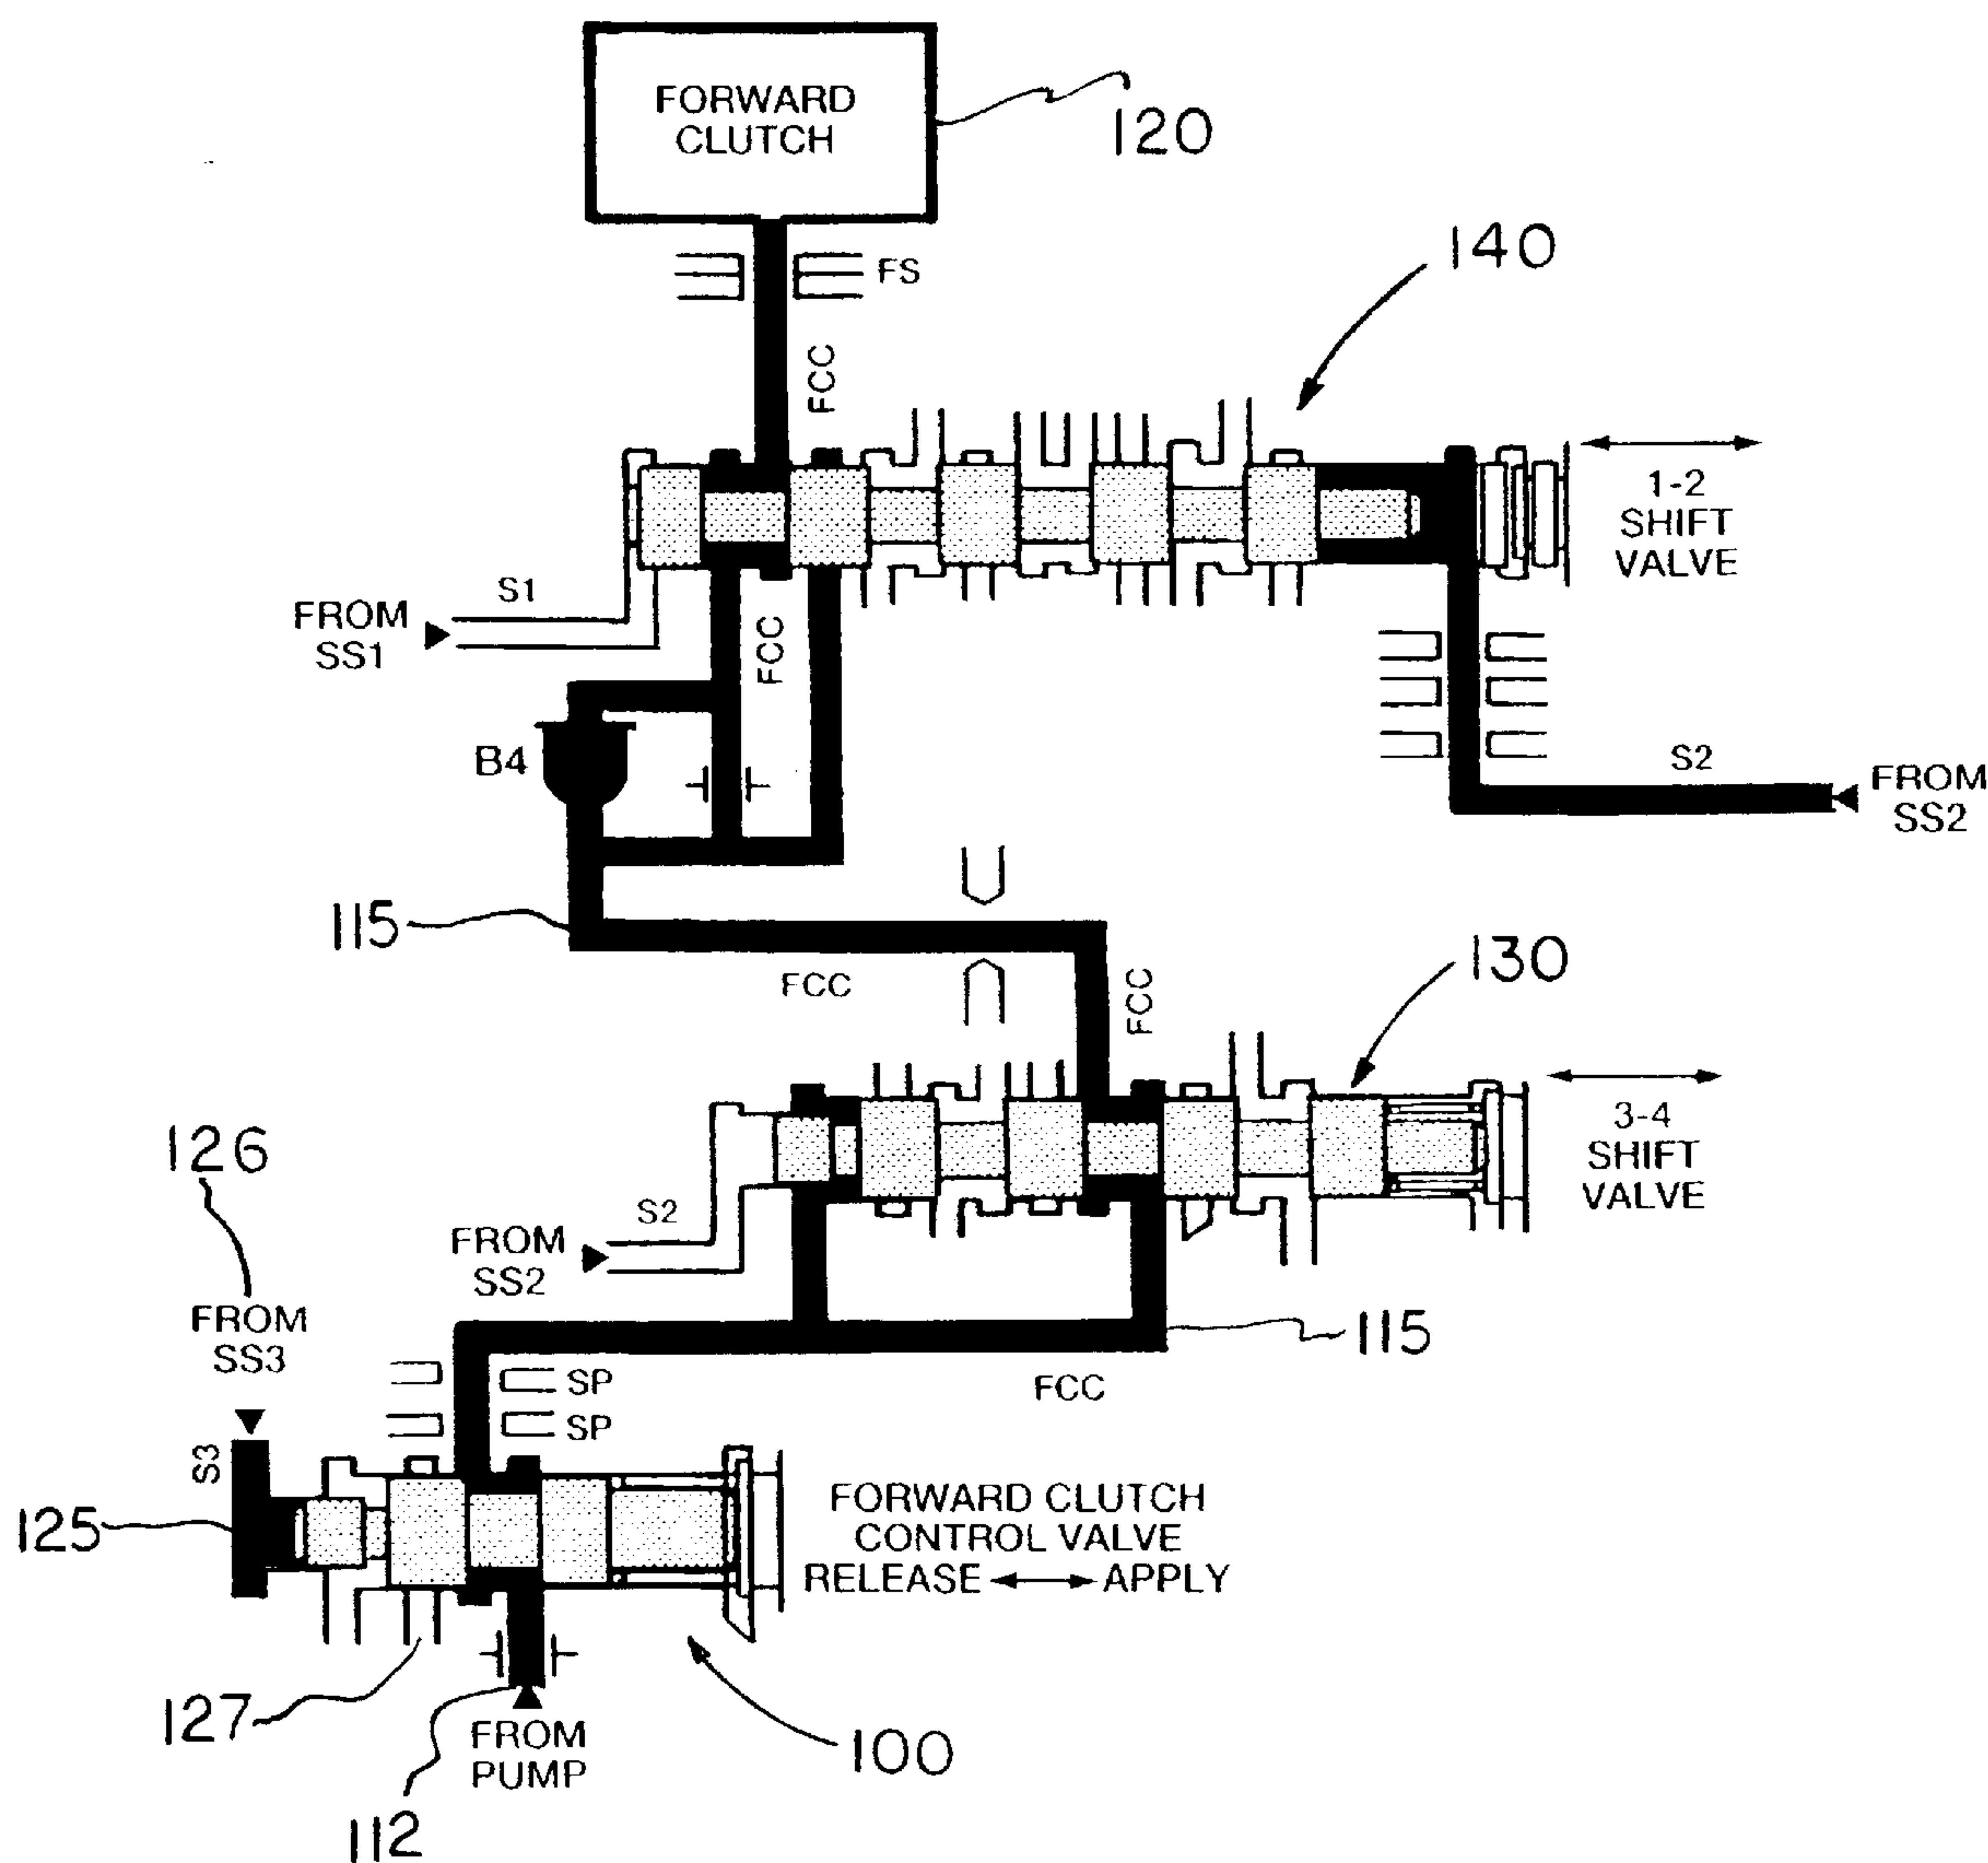 FORWARD
CLUTCH
120
FS
140
FCC
1-2
SHIFT
VALVE
S1
FROM
SS1
FCC
B4
S2
FROM
SS2
115
FCC
FCC
130
3-4
SHIFT
VALVE
126
FROM
SS3
S2
FROM
SS2
115
FCC
SP
SP
S3
125
FORWARD CLUTCH
CONTROL VALVE
RELEASE APPLY
127
FROM
PUMP
100
112